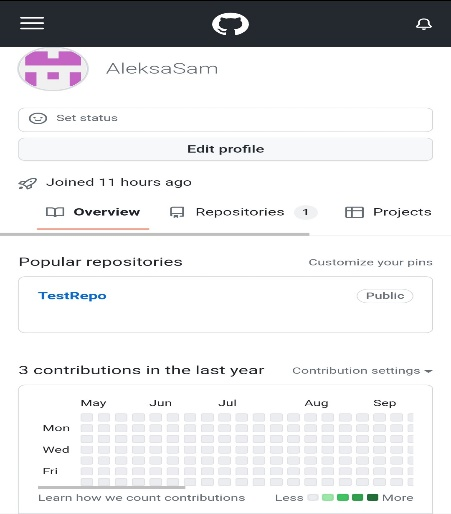 AleksaSam
Set status
Edit profile
Joined 11 hours ago
Overview Repositories 1 Projects
Popular repositories Customize your pins
TestRepo Public
3 contributions in the last year Contribution settings
May Jun Jul Aug Sep
Mon
Wed
Fri
Learn how we count contributions Less More